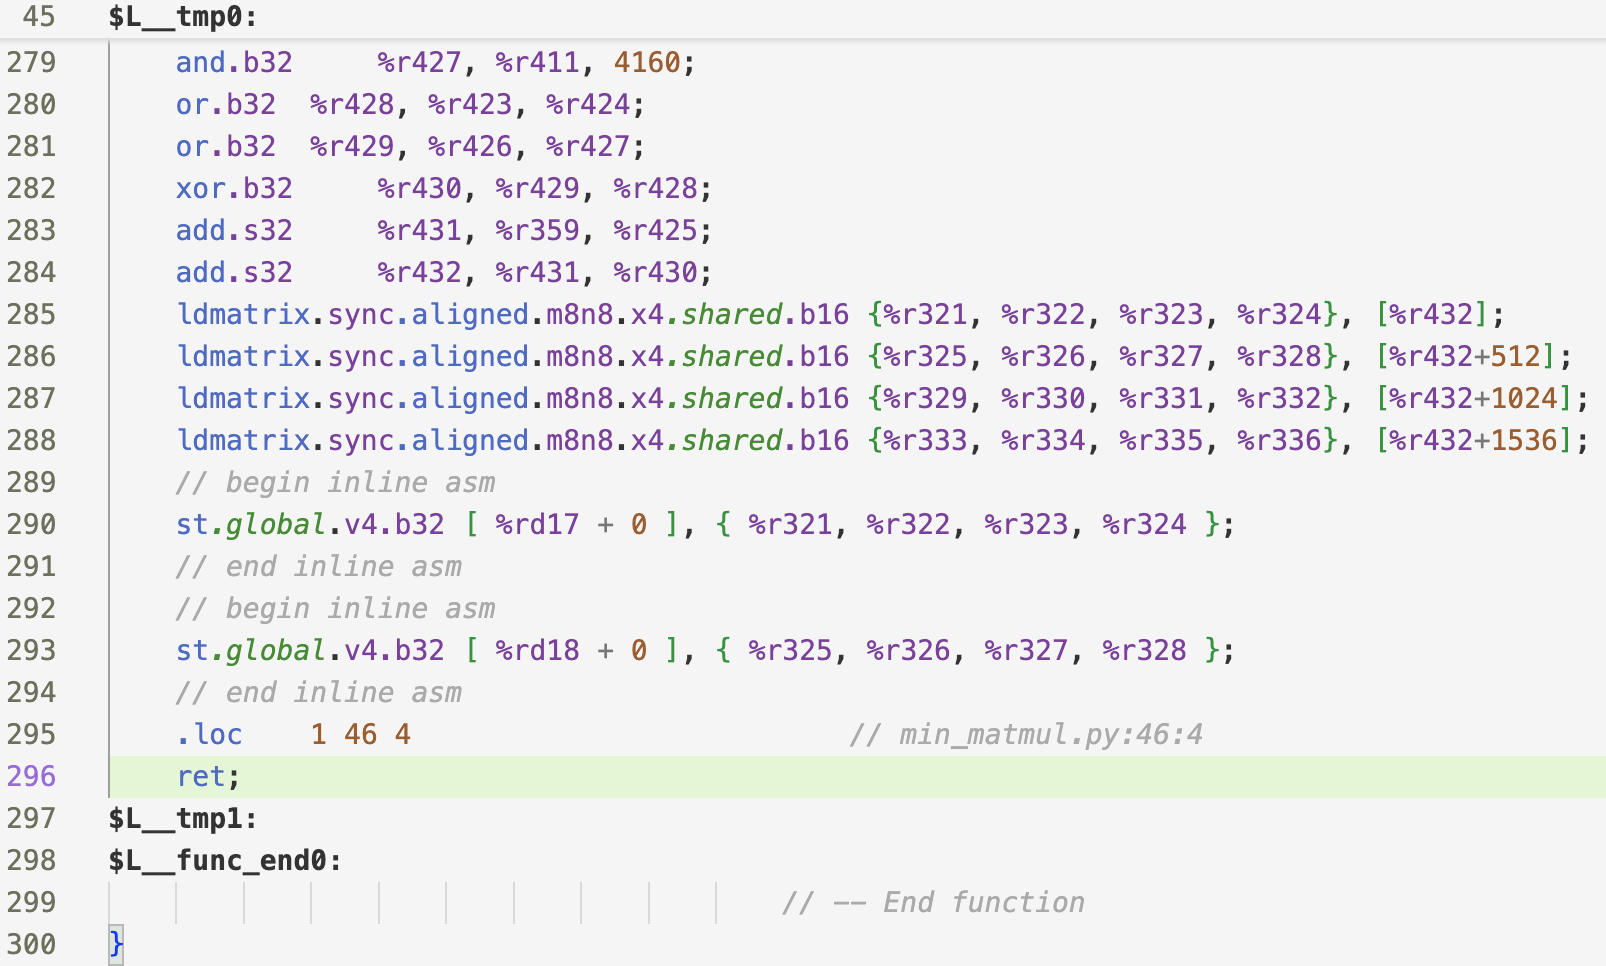 45 $L__tmp0:
279 and.b32 %r427, %r411, 4160;
280 or.b32 %r428, %r423, %r424;
281 or.b32 %r429, %r426, %r427;
282 xor.b32 %r430, %r429, %r428;
283 add.s32 %r431, %r359, %r425;
284 add.s32 %r432, %r431, %r430;
285 ldmatrix.sync.aligned.m8n8.x4.shared.b16 {%r321, %r322, %r323, %r324}, [%r432];
286 ldmatrix.sync.aligned.m8n8.x4.shared.b16 {%r325, %r326, %r327, %r328}, [%r432+512];
287 ldmatrix.sync.aligned.m8n8.x4.shared.b16 {%r329, %r330, %r331, %r332}, [%r432+1024];
288 ldmatrix.sync.aligned.m8n8.x4.shared.b16 {%r333, %r334, %r335, %r336}, [%r432+1536];
289 // begin inline asm
290 st.global.v4.b32 [ %rd17 + 0 ], { %r321, %r322, %r323, %r324 };
291 // end inline asm
292 // begin inline asm
293 st.global.v4.b32 [ %rd18 + 0 ], { %r325, %r326, %r327, %r328 };
294 // end inline asm
295 .loc 1 46 4 // min_matmul.py:46:4
296 ret;
297 $L__tmp1:
298 $L__func_end0:
299 // -- End function
300 }